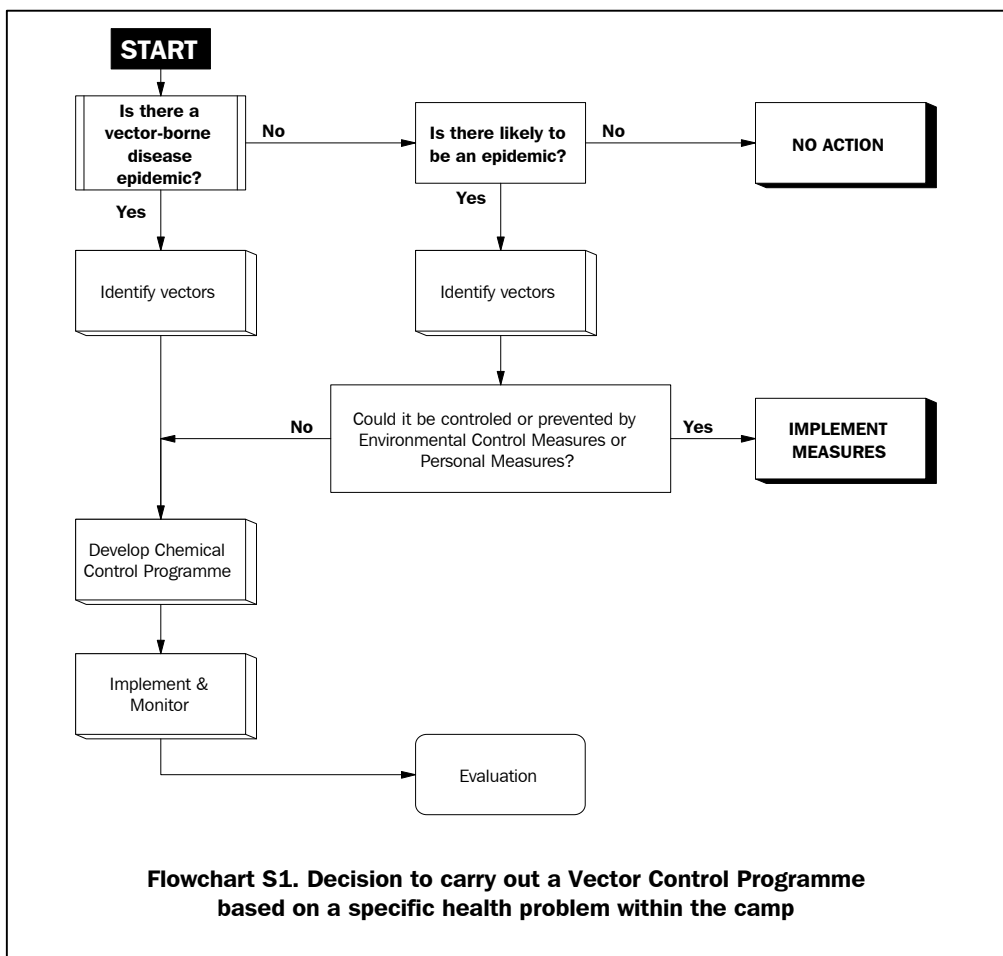 START
Is there a
vector-borne
disease
epidemic?
No
Is there likely to
be an epidemic?
No
NO ACTION
Yes
Yes
Identify vectors
Identify vectors
No
Could it be controled or prevented by
Environmental Control Measures or
Personal Measures?
Yes
IMPLEMENT
MEASURES
Develop Chemical
Control Programme
Implement &
Monitor
Evaluation
Flowchart S1. Decision to carry out a Vector Control Programme
based on a specific health problem within the camp